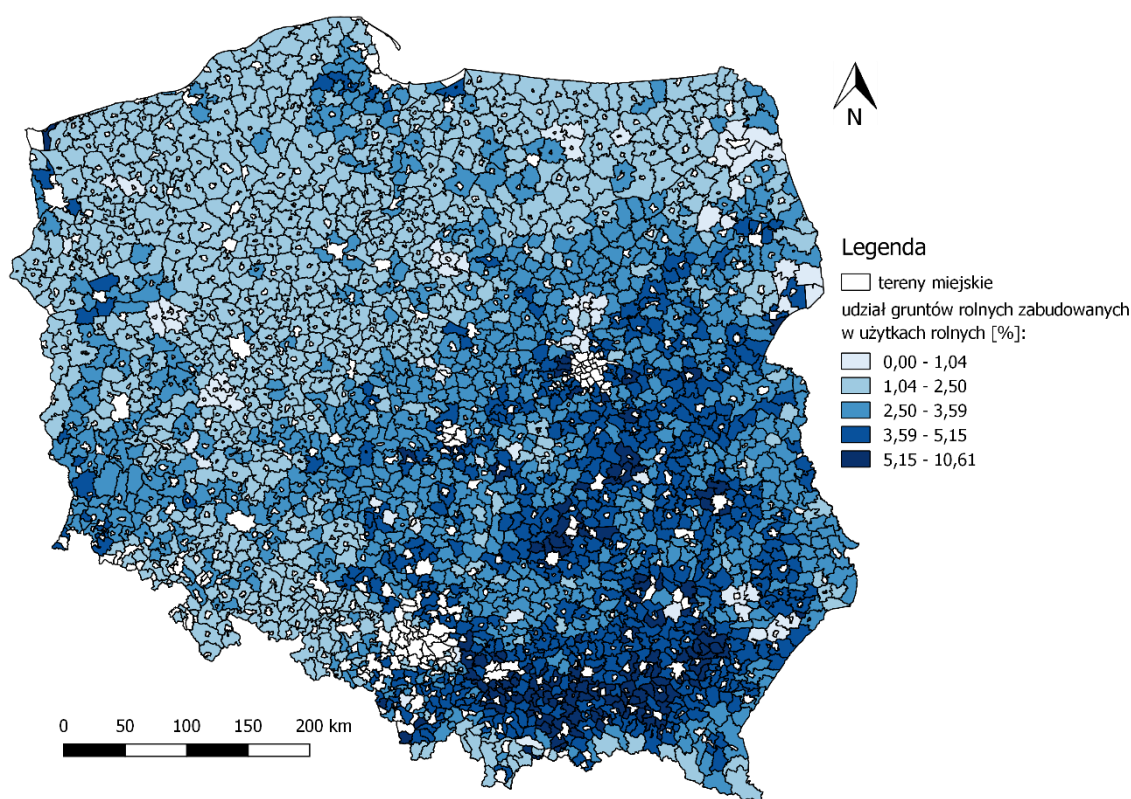 N
Legenda
tereny miejskie
udział gruntów rolnych zabudowanych
w użytkach rolnych [%]:
0,00 - 1,04
1,04 - 2,50
2,50 - 3,59
3,59 - 5,15
5,15 - 10,61
0 50 100 150 200 km